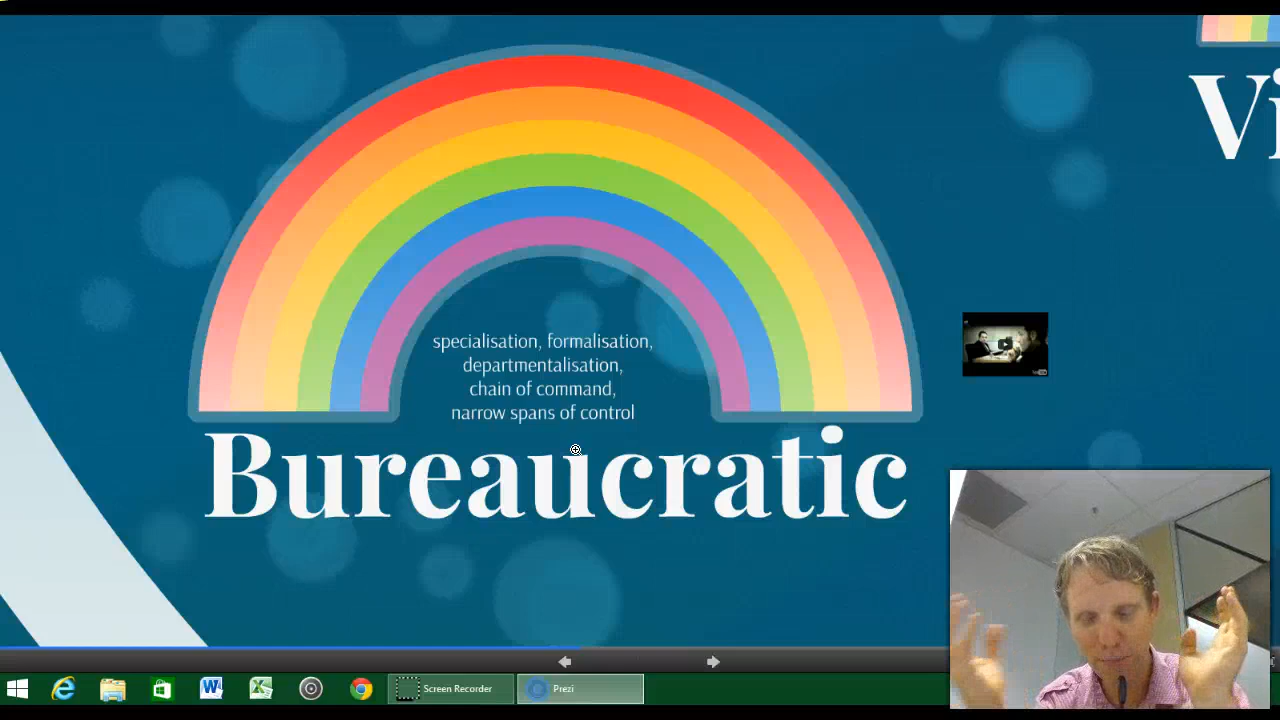 Vi
specialisation, formalisation,
departmentalisation,
chain of command,
narrow spans of control
Bureaucratic
Screen Recorder
Prezi